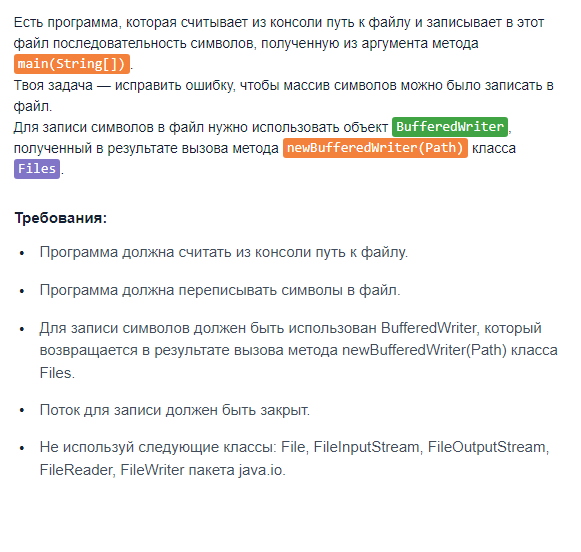 Есть программа, которая считывает из консоли путь к файлу и записывает в этот
файл последовательность символов, полученную из аргумента метода
main(String[]).
Твоя задача — исправить ошибку, чтобы массив символов можно было записать в
файл.
Для записи символов в файл нужно использовать объект BufferedWriter,
полученный в результате вызова метода newBufferedWriter(Path) класса
Files.
Требования:
• Программа должна считать из консоли путь к файлу.
• Программа должна переписывать символы в файл.
• Для записи символов должен быть использован BufferedWriter, который
возвращается в результате вызова метода newBufferedWriter(Path) класса
Files.
• Поток для записи должен быть закрыт.
• Не используй следующие классы: File, FileInputStream, FileOutputStream,
FileReader, FileWriter пакета java.io.